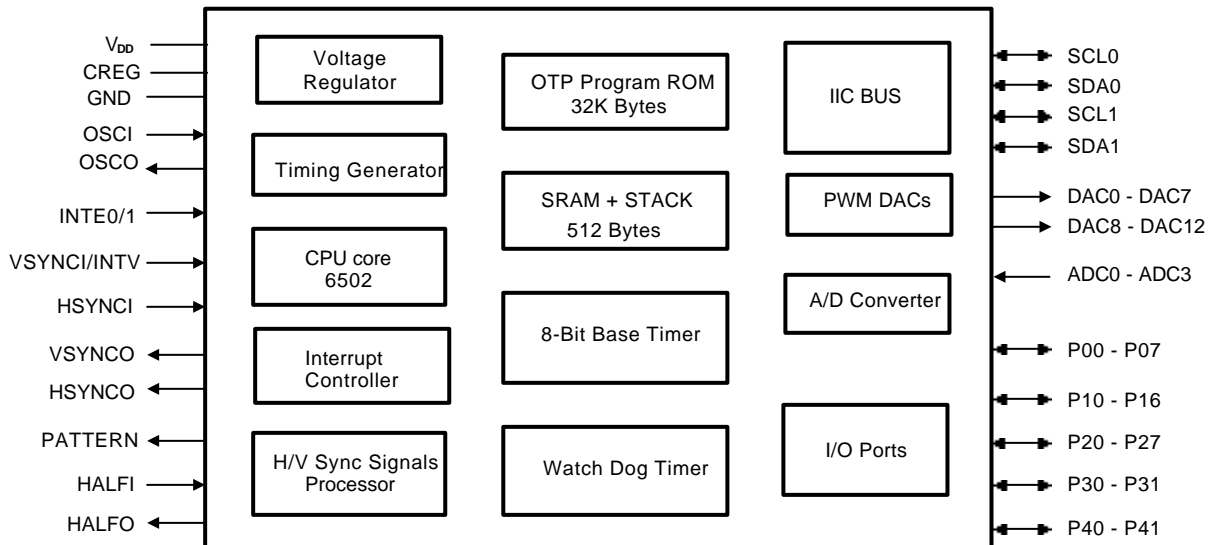 VDD
CREG
GND
OSCI
OSCO
INTE0/1
VSYNCI/INTV
HSYNCI
VSYNCO
HSYNCO
PATTERN
HALFI
HALFO
Voltage
Regulator
Timing Generator
CPU core
6502
Interrupt
Controller
H/V Sync Signals
Processor
OTP Program ROM
32K Bytes
SRAM + STACK
512 Bytes
8-Bit Base Timer
Watch Dog Timer
IIC BUS
PWM DACs
A/D Converter
I/O Ports
SCL0
SDA0
SCL1
SDA1
DAC0 - DAC7
DAC8 - DAC12
ADC0 - ADC3
P00 - P07
P10 - P16
P20 - P27
P30 - P31
P40 - P41